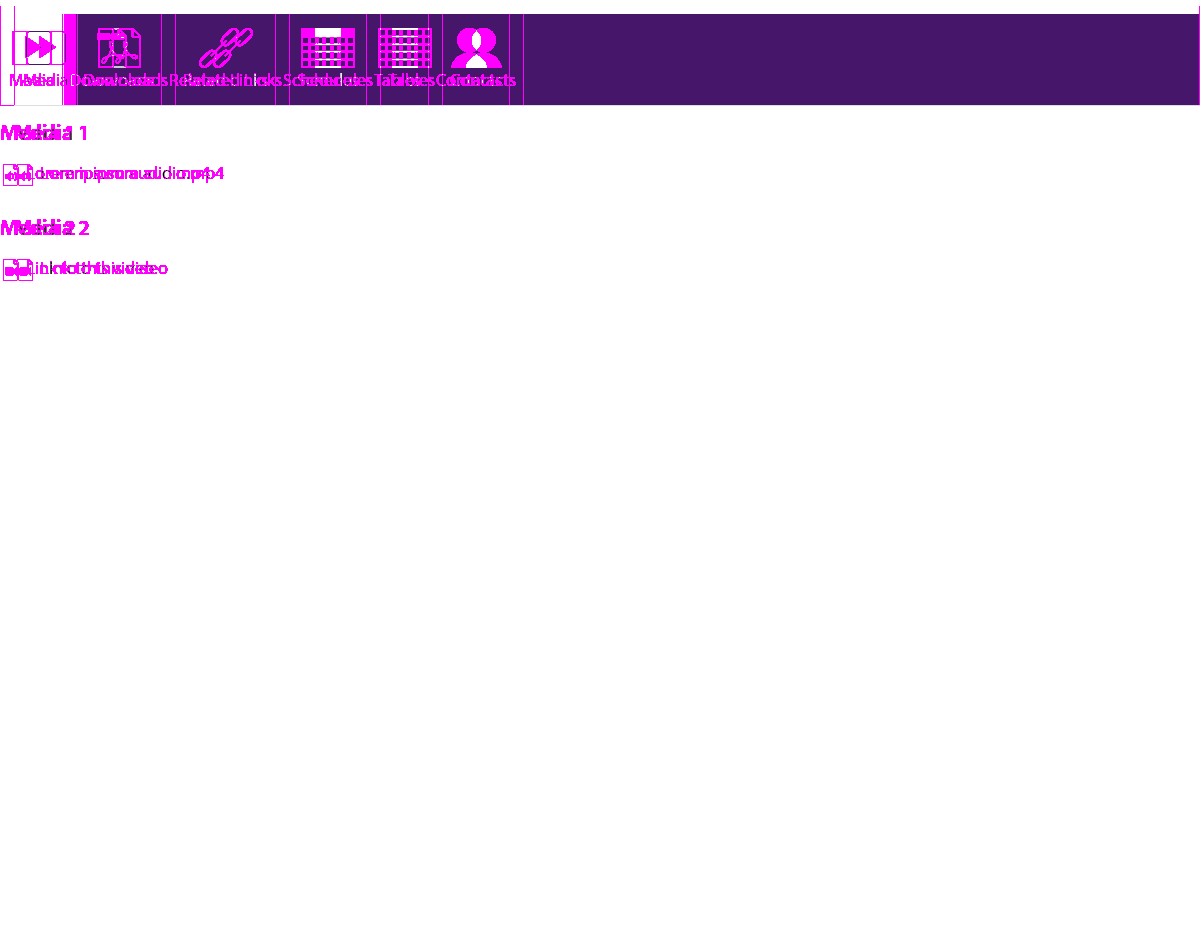 Media Downloads Related links Schedules Tables Contacts
Media 1
Lorem ipsum audio.mp4
Media 2
Link to this video